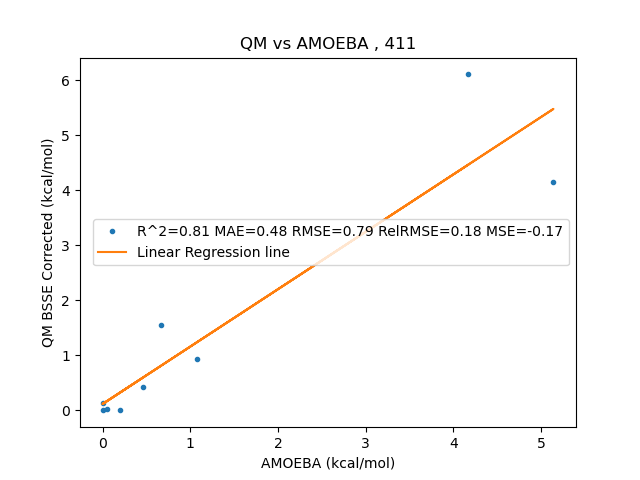 QM vs AMOEBA , 411
QM BSSE Corrected (kcal/mol)
6
5
4
3
2
1
0
R^2=0.81 MAE=0.48 RMSE=0.79 RelRMSE=0.18 MSE=-0.17
Linear Regression line
0 1 2 3 4 5
AMOEBA (kcal/mol)